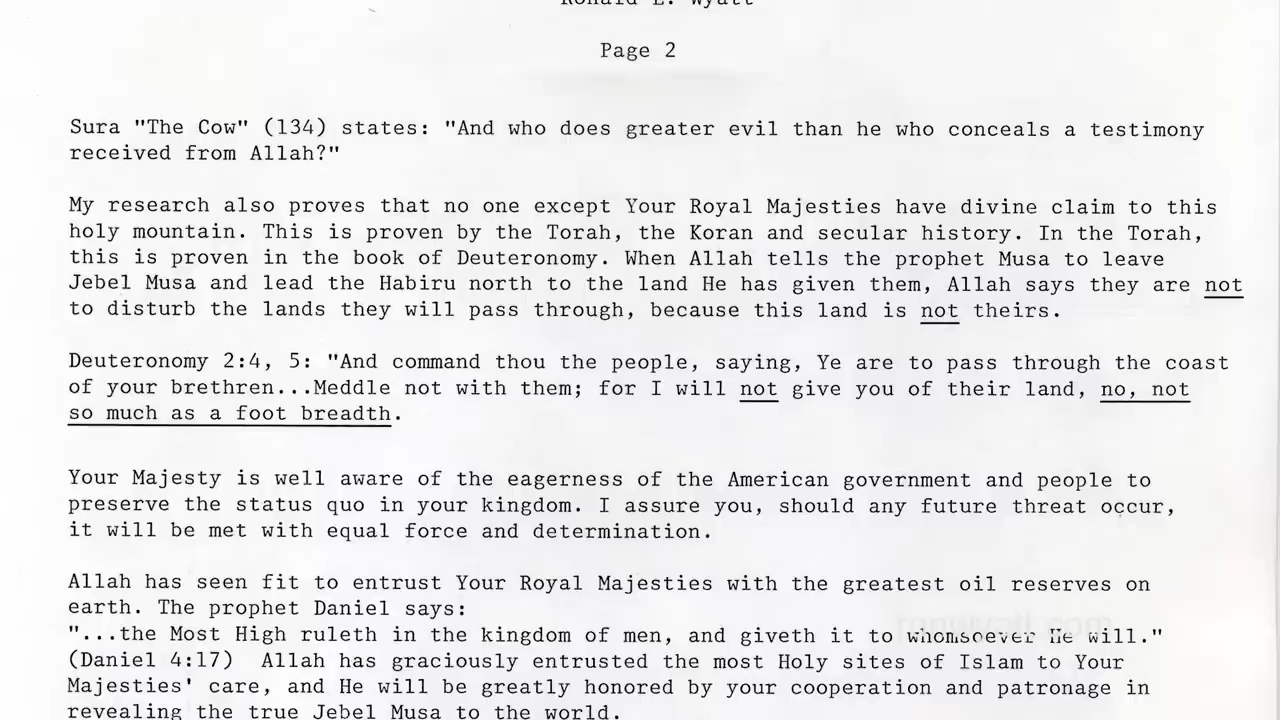 Ronald E. Wyatt
Page 2
Sura "The Cow" (134) states: "And who does greater evil than he who conceals a testimony
received from Allah?"
My research also proves that no one except Your Royal Majesties have divine claim to this
holy mountain. This is proven by the Torah, the Koran and secular history. In the Torah,
this is proven in the book of Deuteronomy. When Allah tells the prophet Musa to leave
Jebel Musa and lead the Habiru north to the land He has given them, Allah says they are not
to disturb the lands they will pass through, because this land is not theirs.
Deuteronomy 2:4, 5: "And command thou the people, saying, Ye are to pass through the coast
of your brethren...Meddle not with them; for I will not give you of their land, no, not
so much as a foot breadth.
Your Majesty is well aware of the eagerness of the American government and people to
preserve the status quo in your kingdom. I assure you, should any future threat occur,
it will be met with equal force and determination.
Allah has seen fit to entrust Your Royal Majesties with the greatest oil reserves on
earth. The prophet Daniel says:
"...the Most High ruleth in the kingdom of men, and giveth it to whomsoever He will."
(Daniel 4:17)  Allah has graciously entrusted the most Holy sites of Islam to Your
Majesties' care, and He will be greatly honored by your cooperation and patronage in
revealing the true Jebel Musa to the world.